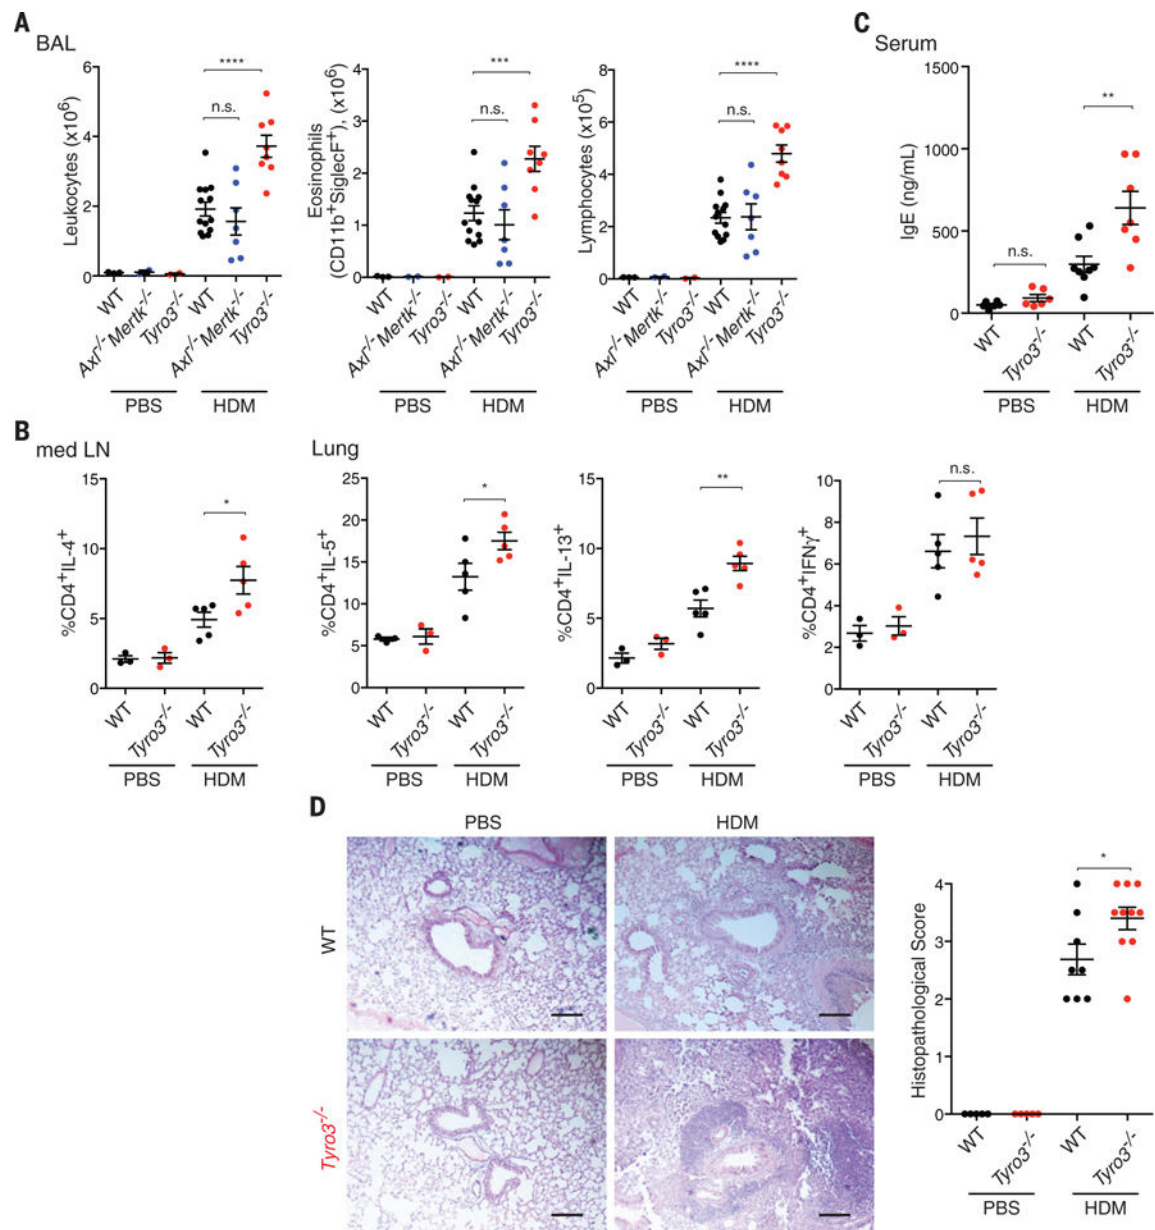 A
BAL
Leukocytes (x10⁶)
6
4
2
0
****
n.s.
WT
Axl⁻/⁻Mertk⁻/⁻
Tyro3⁻/⁻
WT
Axl⁻/⁻Mertk⁻/⁻
Tyro3⁻/⁻
PBS
HDM
Eosinophils
(CD11b⁺SiglecF⁺), (x10⁶)
4
3
2
1
0
***
n.s.
WT
Axl⁻/⁻Mertk⁻/⁻
Tyro3⁻/⁻
WT
Axl⁻/⁻Mertk⁻/⁻
Tyro3⁻/⁻
PBS
HDM
Lymphocytes (x10⁵)
8
6
4
2
0
****
n.s.
WT
Axl⁻/⁻Mertk⁻/⁻
Tyro3⁻/⁻
WT
Axl⁻/⁻Mertk⁻/⁻
Tyro3⁻/⁻
PBS
HDM
C
Serum
IgE (ng/mL)
1500
1000
500
0
n.s.
**
WT
Tyro3⁻/⁻
WT
Tyro3⁻/⁻
PBS
HDM
B
med LN
%CD4⁺IL-4⁺
15
10
5
0
*
WT
Tyro3⁻/⁻
WT
Tyro3⁻/⁻
PBS
HDM
Lung
%CD4⁺IL-5⁺
25
20
15
10
5
0
*
WT
Tyro3⁻/⁻
WT
Tyro3⁻/⁻
PBS
HDM
%CD4⁺IL-13⁺
15
10
5
0
**
WT
Tyro3⁻/⁻
WT
Tyro3⁻/⁻
PBS
HDM
%CD4⁺IFNγ⁺
10
8
6
4
2
0
n.s.
WT
Tyro3⁻/⁻
WT
Tyro3⁻/⁻
PBS
HDM
D
PBS
HDM
WT
Tyro3⁻/⁻
Histopathological Score
4
3
2
0
*
WT
Tyro3⁻/⁻
WT
Tyro3⁻/⁻
PBS
HDM